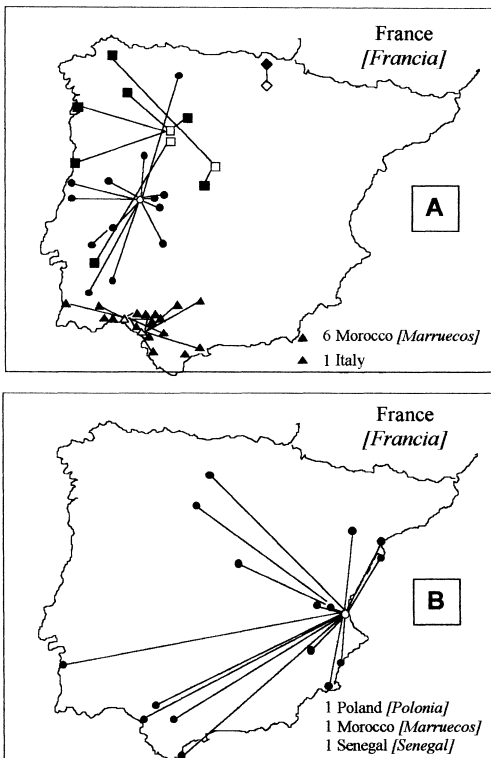 France
[Francia]
A
6 Morocco [Marruecos]
1 Italy
France
[Francia]
B
1 Poland [Polonia]
1 Morocco [Marruecos]
1 Senegal [Senegal]